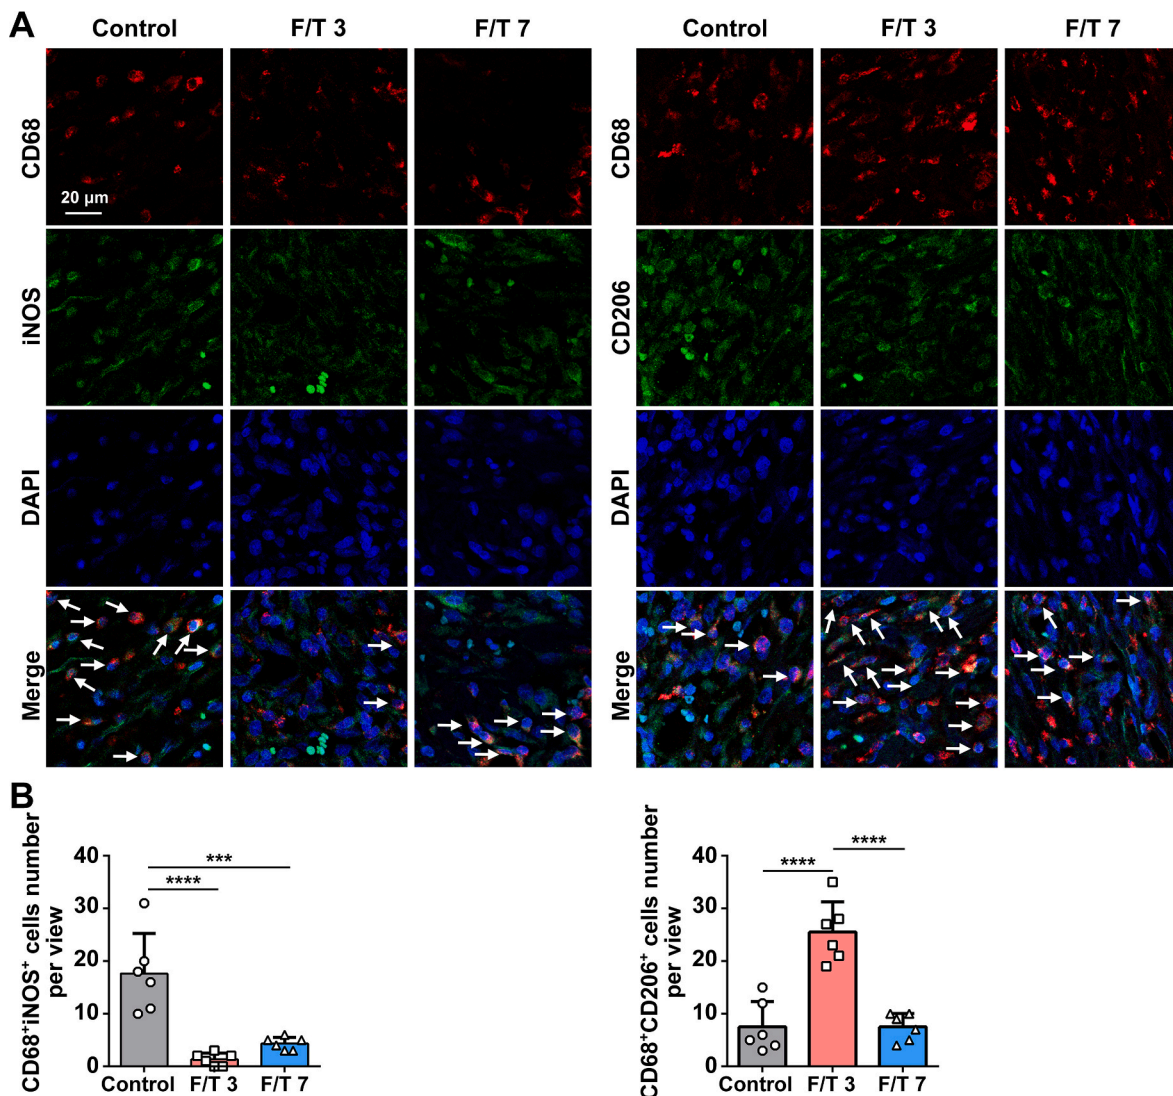 A
Control F/T 3 F/T 7 Control F/T 3 F/T 7
CD68 CD68
20 μm
iNOS CD206
DAPI DAPI
Merge Merge
B
CD68⁺iNOS⁺ cells number
per view
40
30
20
10
0
***
****
Control F/T 3 F/T 7
CD68⁺CD206⁺ cells number
per view
40
30
20
10
0
**** ****
Control F/T 3 F/T 7